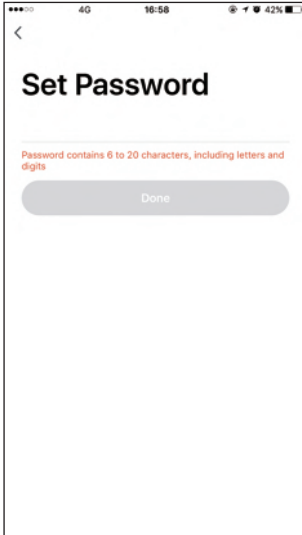 4G 16:58 42%
Set Password
Password contains 6 to 20 characters, including letters and
digits
Done